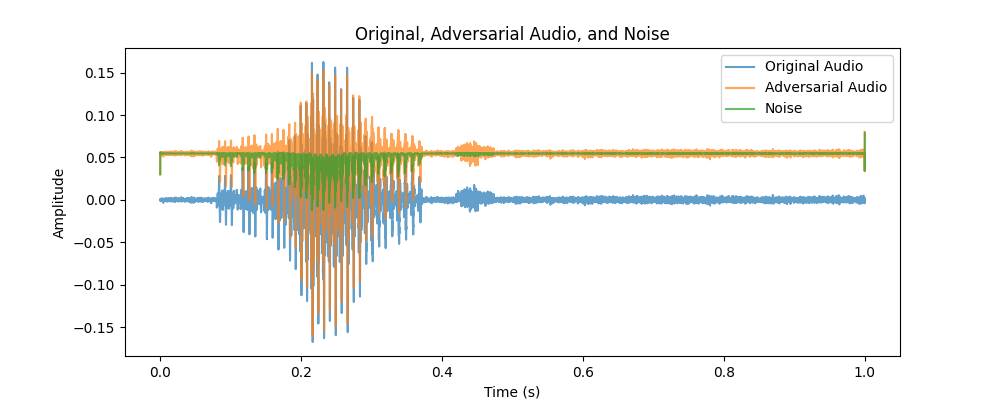 Original, Adversarial Audio, and Noise
Original Audio
Adversarial Audio
Noise
Amplitude
0.15
0.10
0.05
0.00
−0.05
−0.10
−0.15
0.0 0.2 0.4 0.6 0.8 1.0
Time (s)